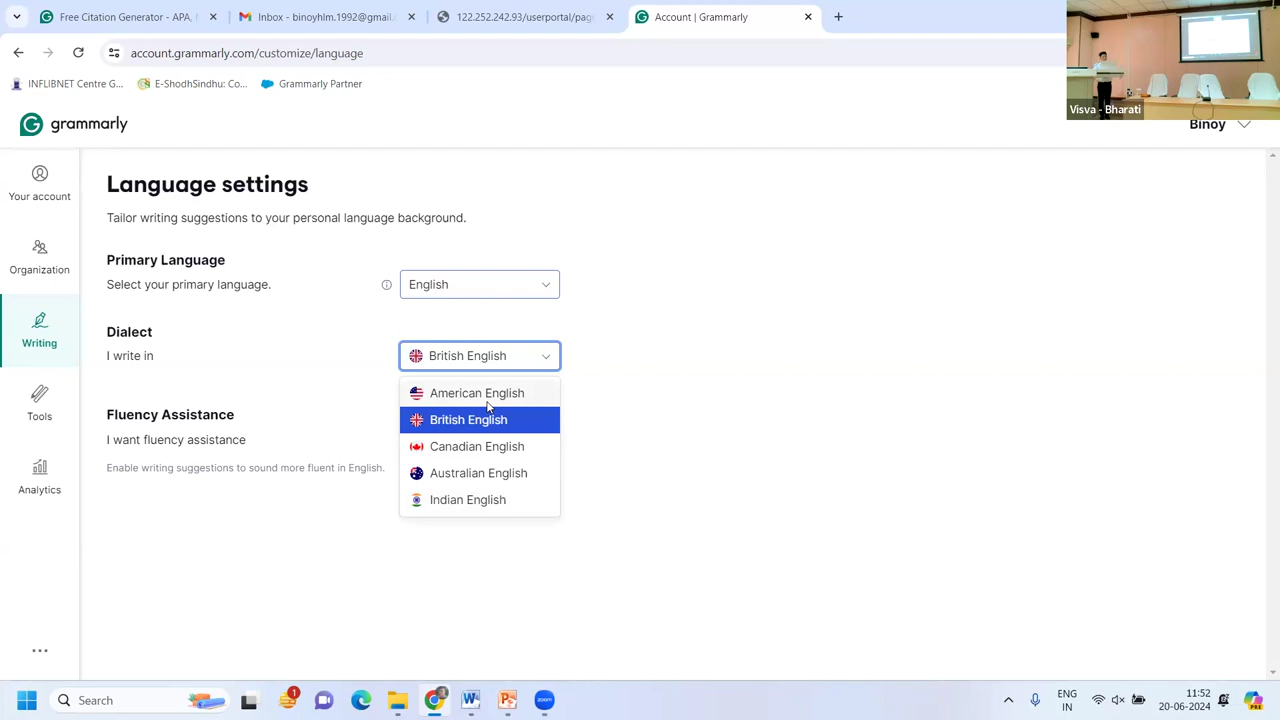 Free Citation Generator - APA,
Inbox - binoyhlm.1992@gmail.
122.252.242.93/userportal/page
Account | Grammarly
account.grammarly.com/customize/language
INFLIBNET Centre G...
E-ShodhSindhu: Co...
Grammarly Partner
Visva - Bharati
grammarly
Binoy
Your account
Organization
Writing
Tools
Analytics
Language settings
Tailor writing suggestions to your personal language background.
Primary Language
Select your primary language.
English
Dialect
I write in
British English
American English
British English
Canadian English
Australian English
Indian English
Fluency Assistance
I want fluency assistance
Enable writing suggestions to sound more fluent in English.
Search
1
ENG
IN
11:52
20-06-2024
PRE